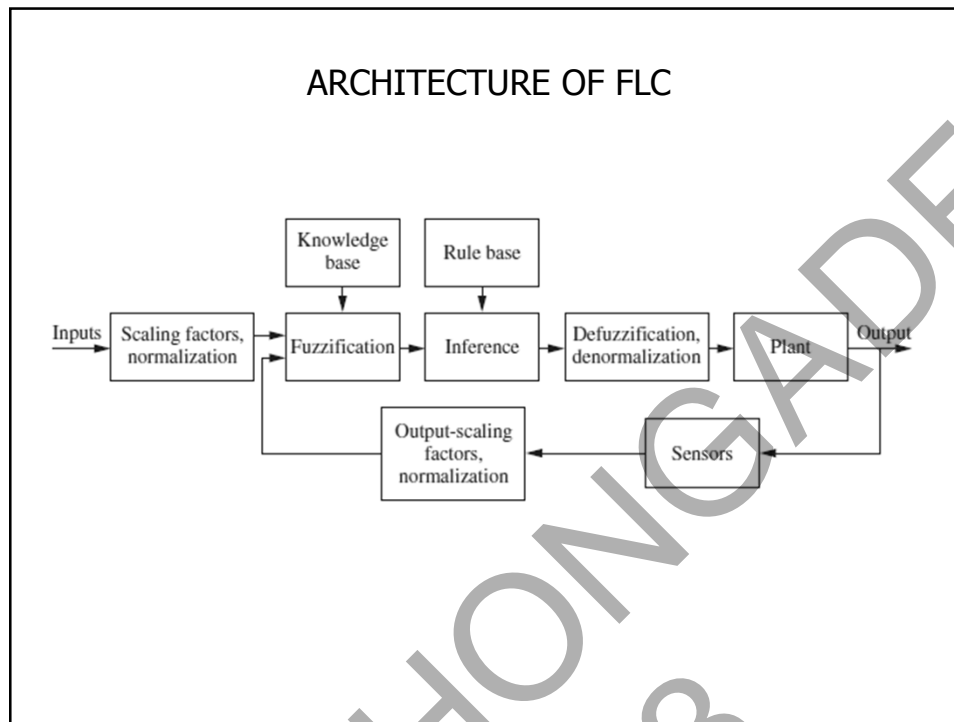 ARCHITECTURE OF FLC
Knowledge
base
Rule base
Inputs
Scaling factors,
normalization
Fuzzification
Inference
Defuzzification,
denormalization
Plant
Output
Output-scaling
factors,
normalization
Sensors
HONGADE